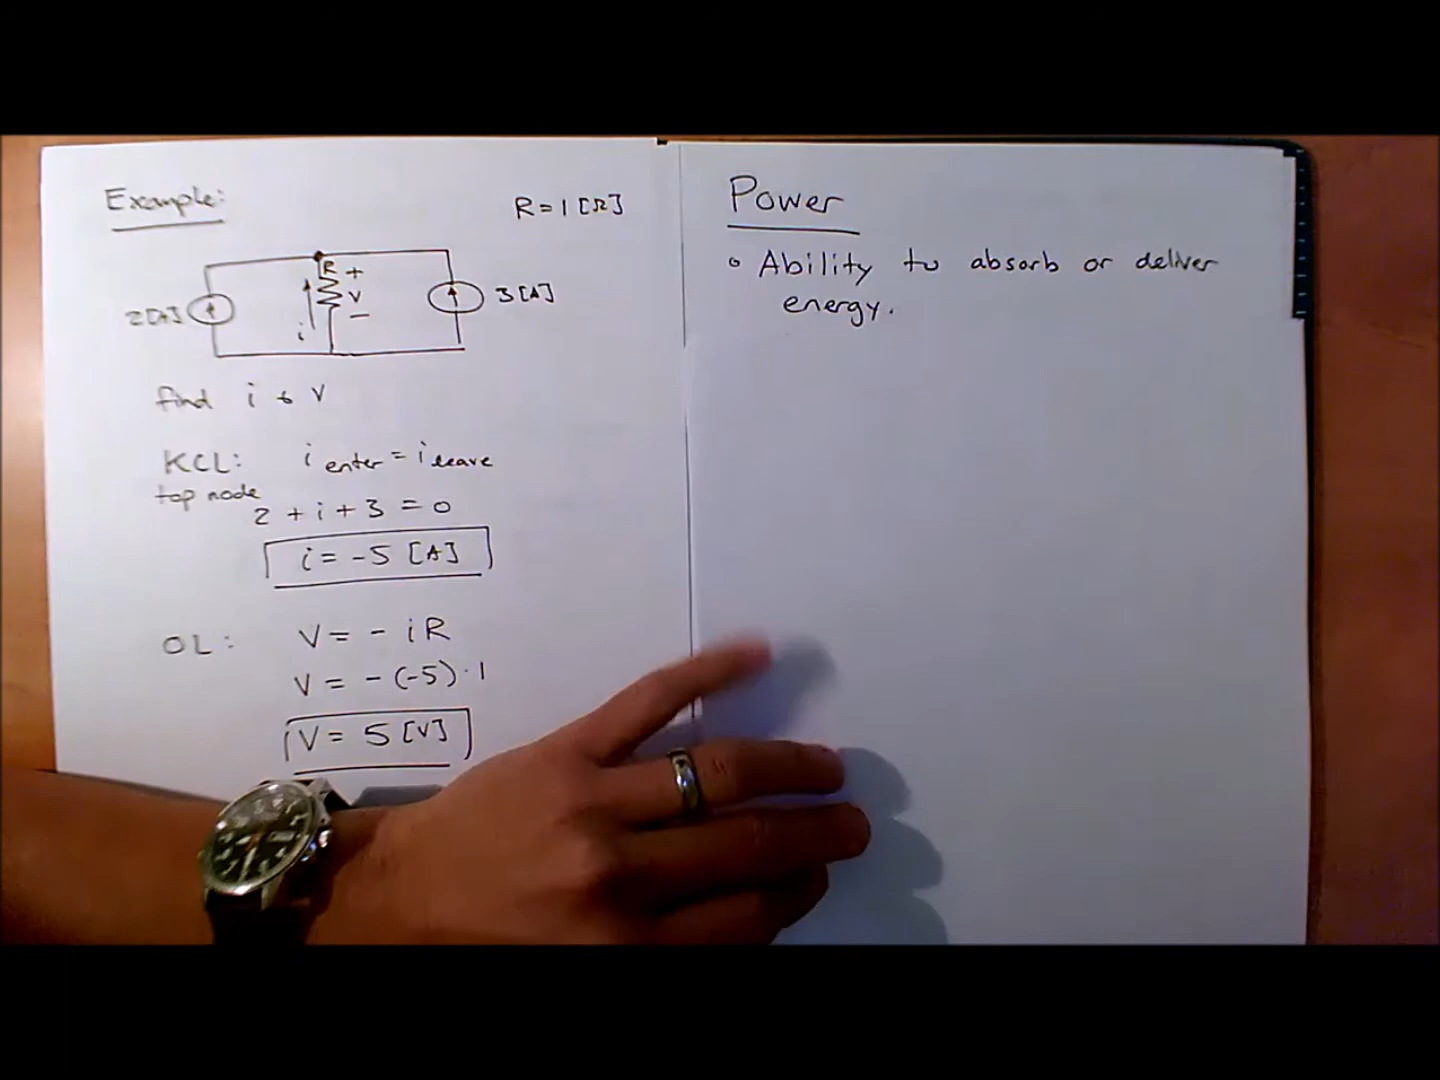 Example:
R = 1 [Ω]
R +
2[A]
V
3[A]
i
−
find i & V
KCL: i enter = i leave
top node
2 + i + 3 = 0
i = -5 [A]
OL: V = - iR
V = - (-5) · 1
V = 5 [V]
Power
◦ Ability to absorb or deliver
energy.